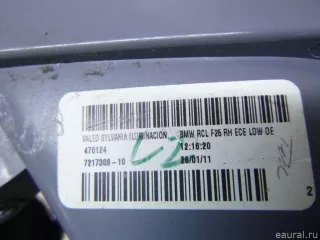 VALEO SYLVANIA ILUMINACION BMW RCL F25 RH ECE LOW OE
470124 12:16:20
7217308-10 26/01/11
2
© eaural.ru